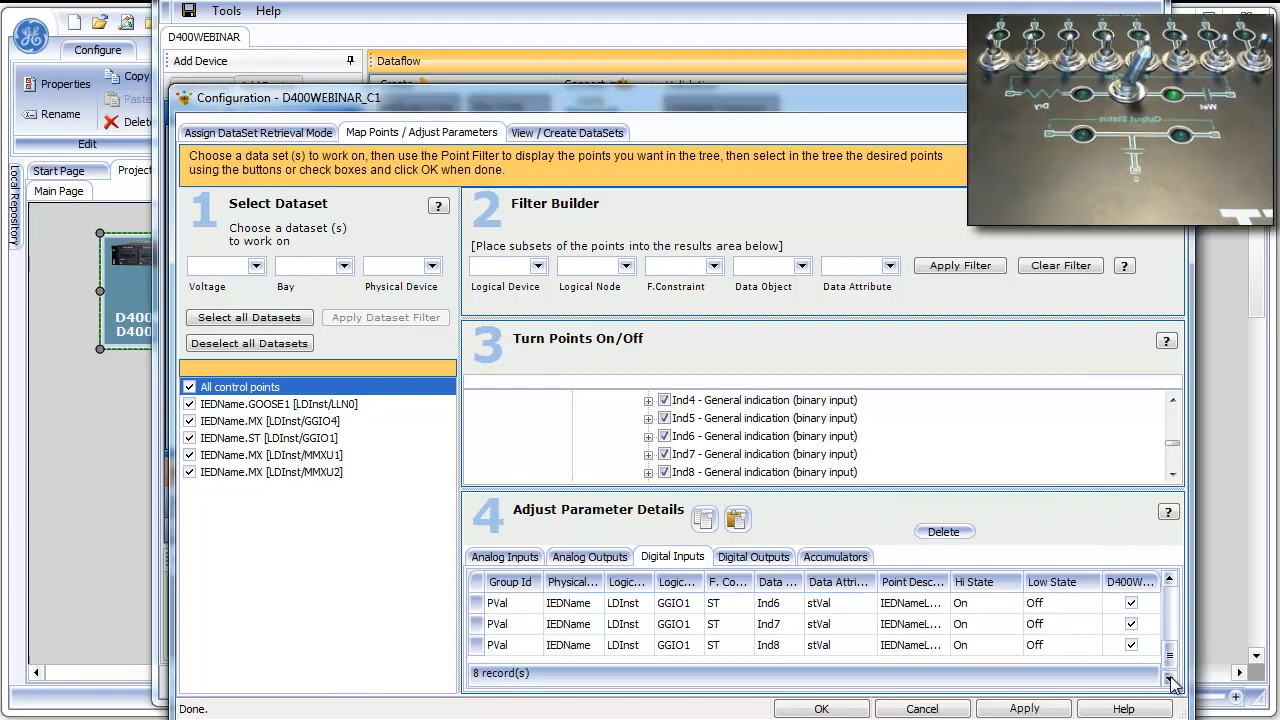 Tools Help
D400WEBINAR
Configure
Add Device
Dataflow
Properties
Copy
Paste
Rename
Delete
Edit
Configuration - D400WEBINAR_C1
Assign DataSet Retrieval Mode
Map Points / Adjust Parameters
View / Create DataSets
Choose a data set (s) to work on, then use the Point Filter to display the points you want in the tree, then select in the tree the desired points
using the buttons or check boxes and click OK when done.
Start Page
Projec
Main Page
Local Repository
D400
D400
1 Select Dataset ?
Choose a dataset (s)
to work on
Voltage Bay Physical Device
Select all Datasets Apply Dataset Filter
Deselect all Datasets
All control points
IEDName.GOOSE1 [LDInst/LLN0]
IEDName.MX [LDInst/GGIO4]
IEDName.ST [LDInst/GGIO1]
IEDName.MX [LDInst/MMXU1]
IEDName.MX [LDInst/MMXU2]
2 Filter Builder
[Place subsets of the points into the results area below]
Apply Filter Clear Filter ?
Logical Device Logical Node F.Constraint Data Object Data Attribute
3 Turn Points On/Off ?
Ind4 - General indication (binary input)
Ind5 - General indication (binary input)
Ind6 - General indication (binary input)
Ind7 - General indication (binary input)
Ind8 - General indication (binary input)
4 Adjust Parameter Details ?
Delete
Analog Inputs Analog Outputs Digital Inputs Digital Outputs Accumulators
Group Id Physical... Logic... Logic... F. Co... Data ... Data Attri... Point Desc... Hi State Low State D400W...
PVal IEDName LDInst GGIO1 ST Ind6 stVal IEDNameL... On Off
PVal IEDName LDInst GGIO1 ST Ind7 stVal IEDNameL... On Off
PVal IEDName LDInst GGIO1 ST Ind8 stVal IEDNameL... On Off
8 record(s)
Done.
OK Cancel Apply Help
Dry
Wet
Output Status